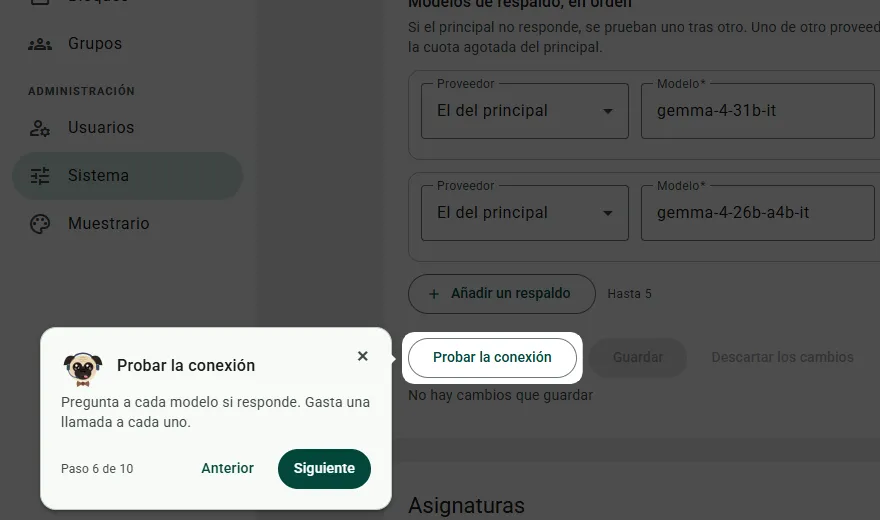 Grupos
ADMINISTRACIÓN
Usuarios
Sistema
Muestrario
Modelos de respaldo, en orden
Si el principal no responde, se prueban uno tras otro. Uno de otro
la cuota agotada del principal.
Proveedor
El del principal
Modelo*
gemma-4-31b-it
Proveedor
El del principal
Modelo*
gemma-4-26b-a4b-it
+ Añadir un respaldo
Hasta 5
Probar la conexión
Guardar
Descartar los cambios
No hay cambios que guardar
Probar la conexión
Pregunta a cada modelo si responde. Gasta una
llamada a cada uno.
Paso 6 de 10
Anterior
Siguiente
Asignaturas